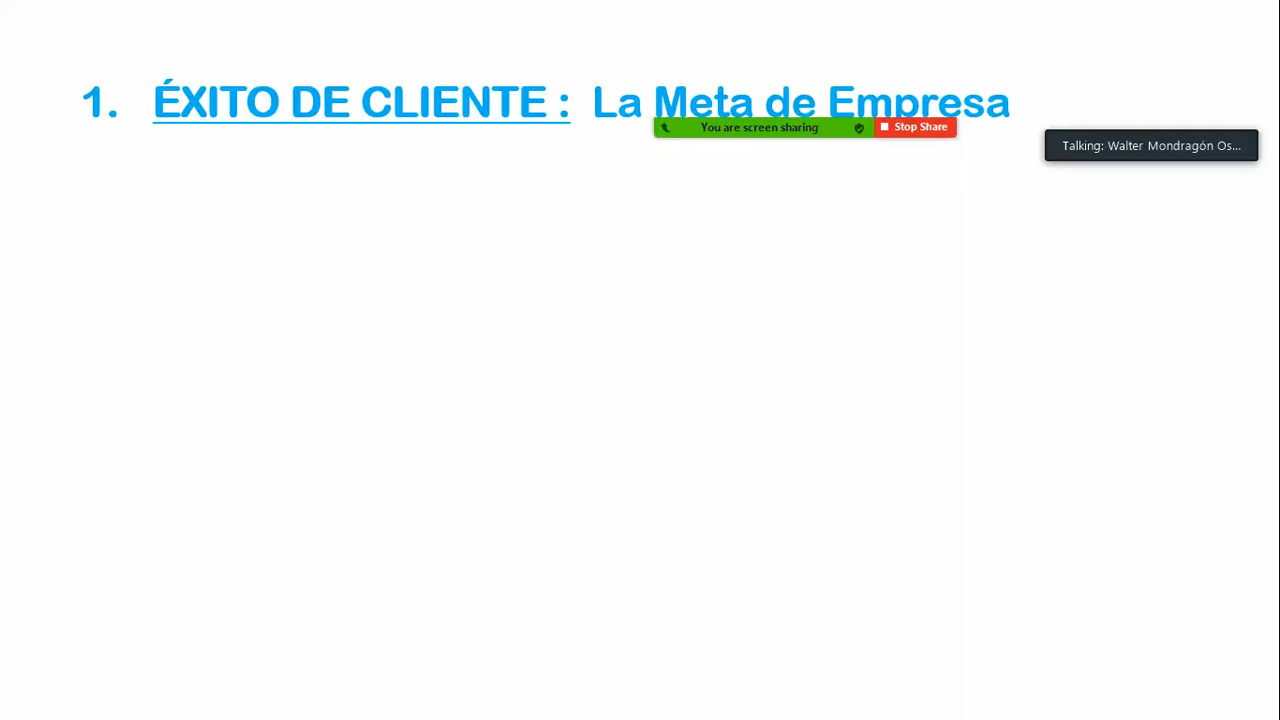 1. ÉXITO DE CLIENTE : La Meta de Empresa
You are screen sharing Stop Share
Talking: Walter Mondragón Os...